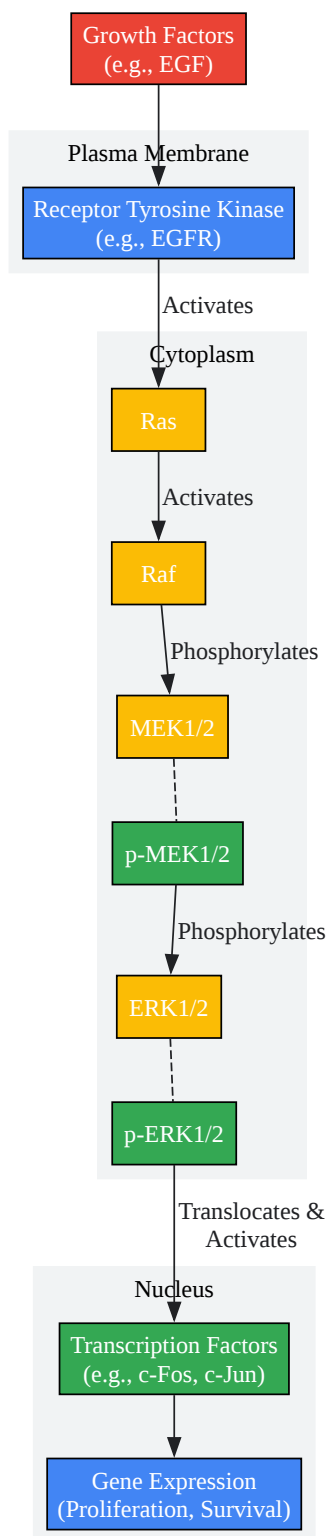 Growth Factors
(e.g., EGF)
Plasma Membrane
Receptor Tyrosine Kinase
(e.g., EGFR)
Activates
Cytoplasm
Ras
Activates
Raf
Phosphorylates
MEK1/2
p-MEK1/2
Phosphorylates
ERK1/2
p-ERK1/2
Translocates &
Activates
Nucleus
Transcription Factors
(e.g., c-Fos, c-Jun)
Gene Expression
(Proliferation, Survival)